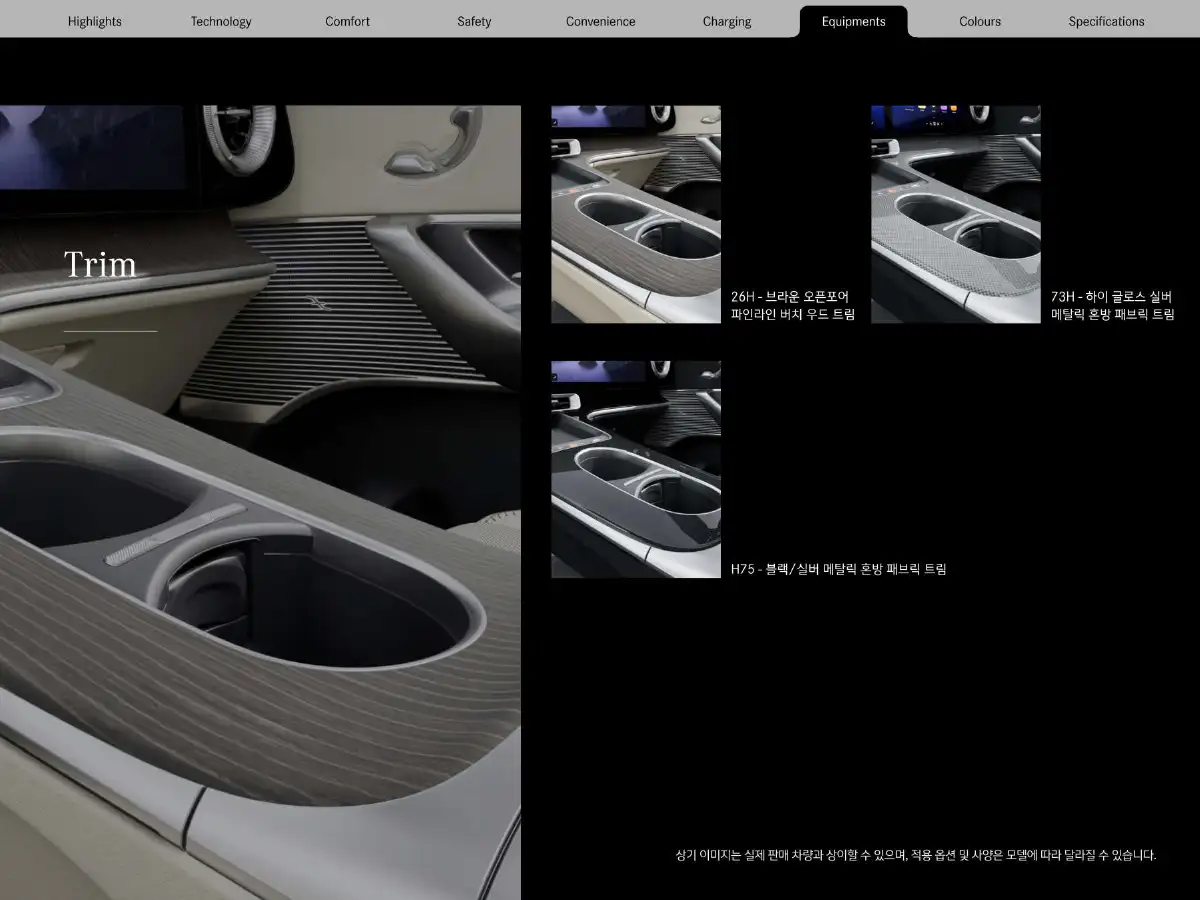 Highlights
Technology
Comfort
Safety
Convenience
Charging
Equipments
Colours
Specifications
Trim
26H - 브라운 오픈포어
파인라인 버치 우드 트림
73H - 하이 글로스 실버
메탈릭 혼방 패브릭 트림
H75 - 블랙/실버 메탈릭 혼방 패브릭 트림
상기 이미지는 실제 판매 차량과 상이할 수 있으며, 적용 옵션 및 사양은 모델에 따라 달라질 수 있습니다.